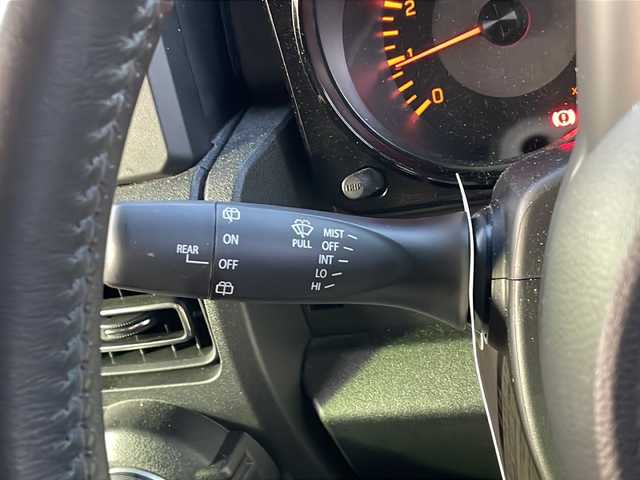 2
1
0
TRIP
REAR
ON
OFF
PULL
MIST
OFF
INT
LO
HI